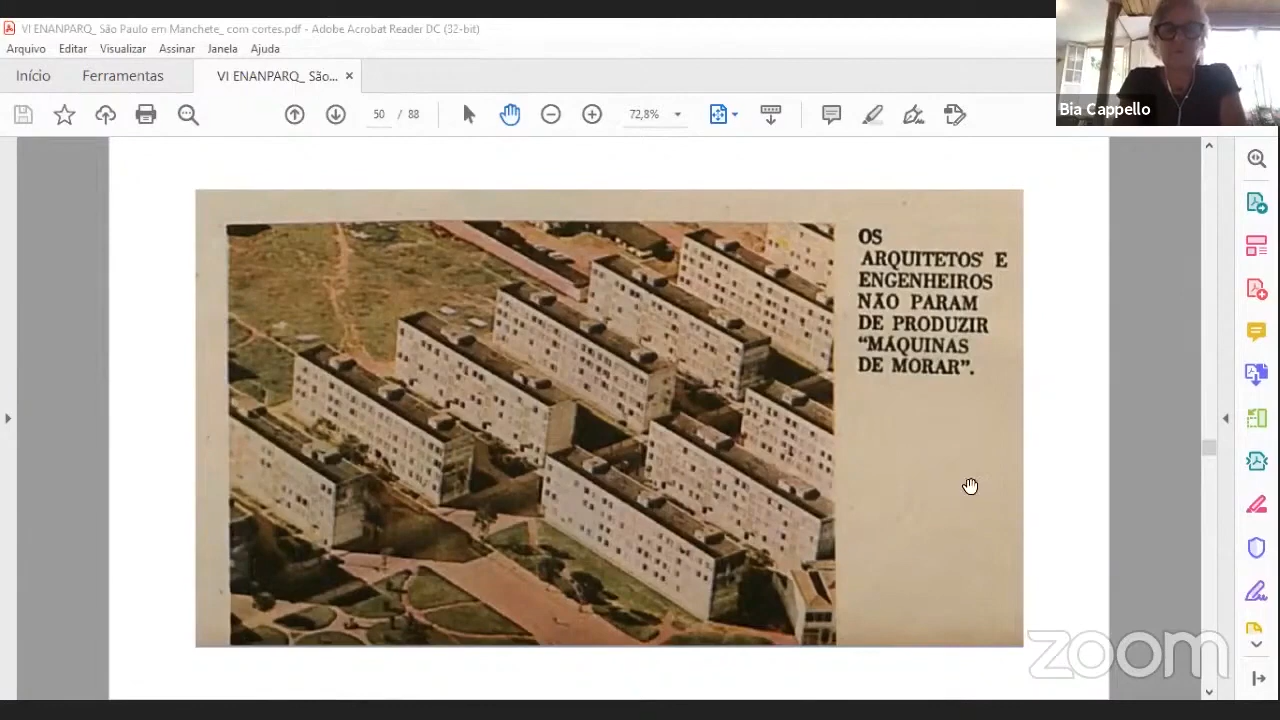 VI ENANPARQ_ São Paulo em Manchete_ com cortes.pdf - Adobe Acrobat Reader DC (32-bit)
Arquivo Editar Visualizar Assinar Janela Ajuda
Início Ferramentas VI ENANPARQ_ São... ×
50 / 88 72,8%
Bia Cappello
OS
ARQUITETOS E
ENGENHEIROS
NÃO PARAM
DE PRODUZIR
“MÁQUINAS
DE MORAR”.
zoom